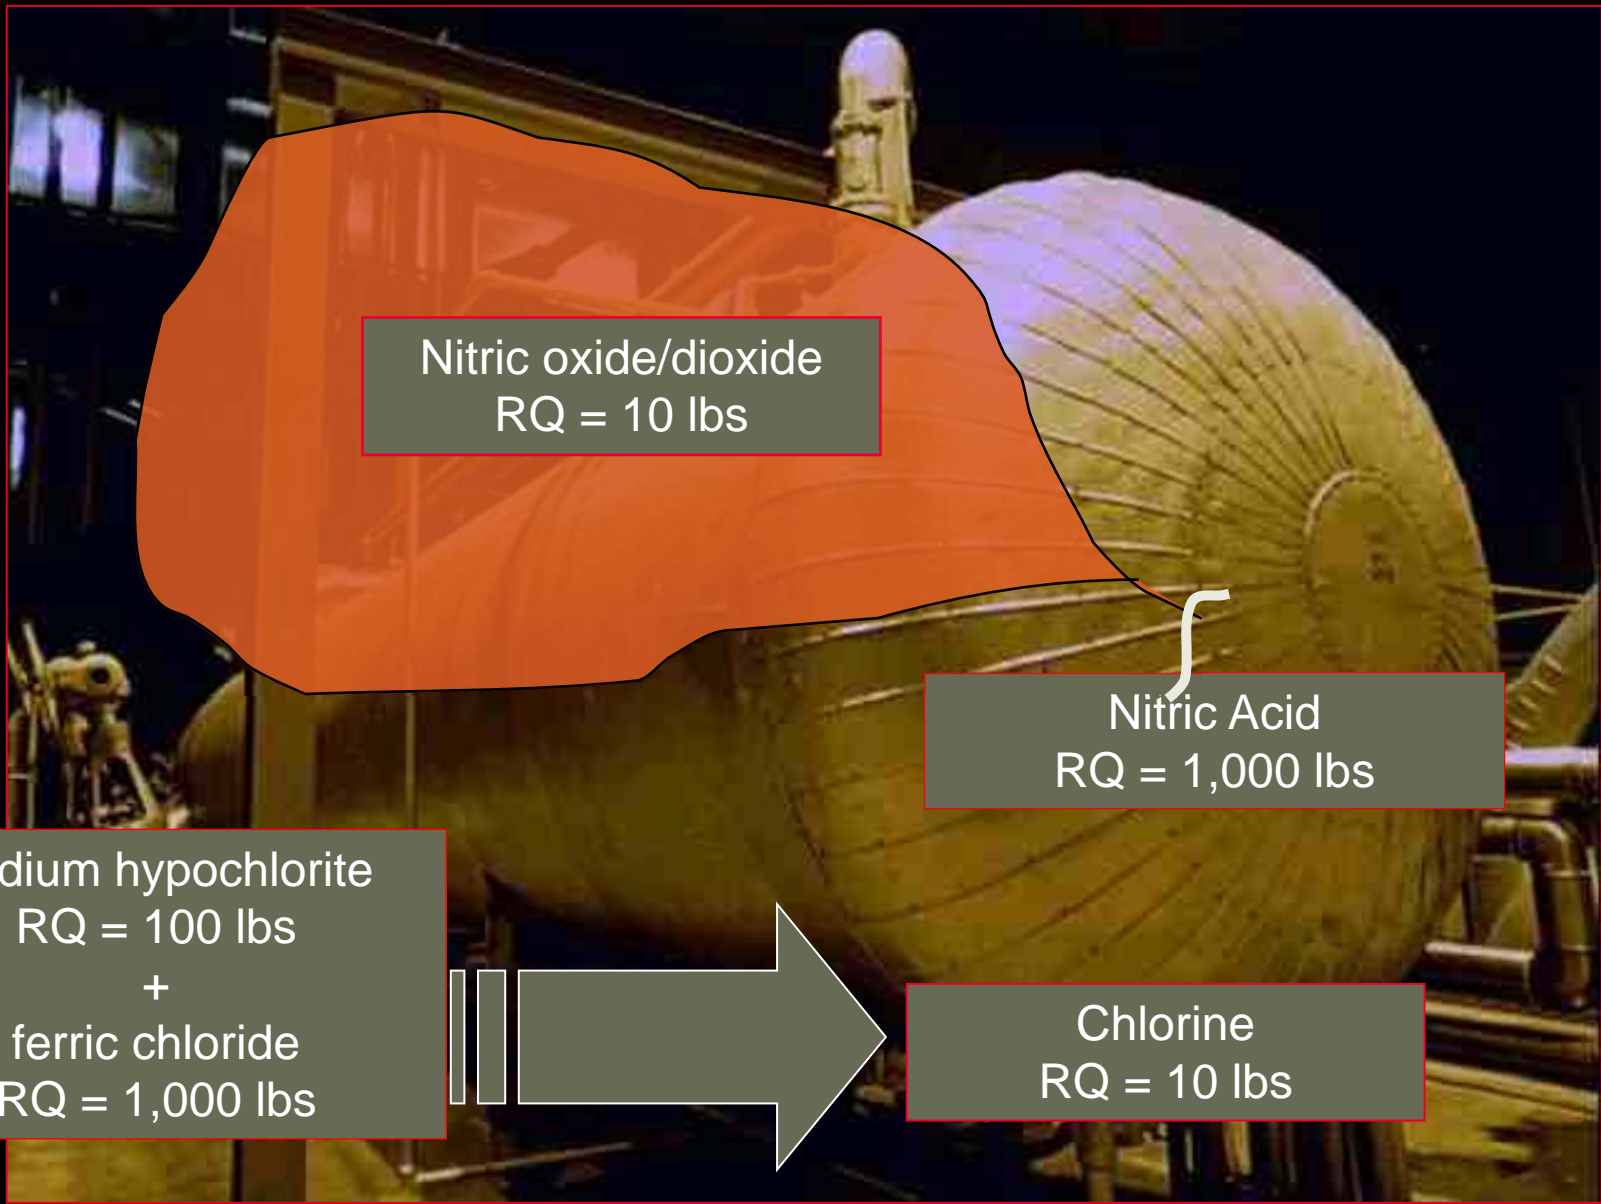 Nitric oxide/dioxide
RQ = 10 lbs
Nitric Acid
RQ = 1,000 lbs
dium hypochlorite
RQ = 100 lbs
+
ferric chloride
RQ = 1,000 lbs
Chlorine
RQ = 10 lbs